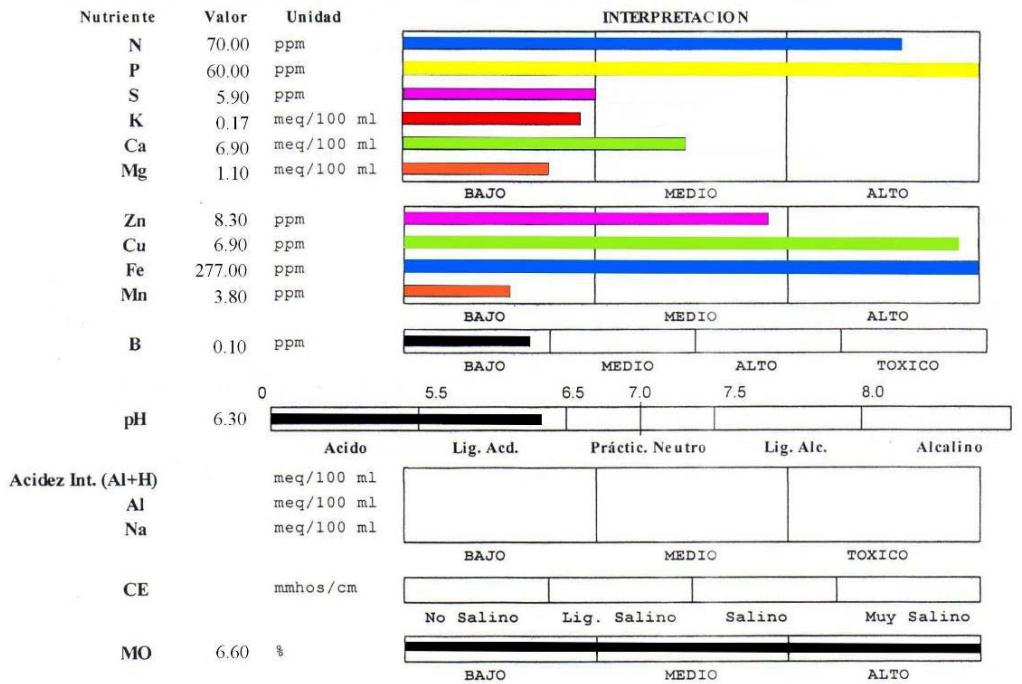 Nutriente Valor Unidad INTERPRETACION
N 70.00 ppm
P 60.00 ppm
S 5.90 ppm
K 0.17 meq/100 ml
Ca 6.90 meq/100 ml
Mg 1.10 meq/100 ml
BAJO MEDIO ALTO
Zn 8.30 ppm
Cu 6.90 ppm
Fe 277.00 ppm
Mn 3.80 ppm
BAJO MEDIO ALTO
B 0.10 ppm
BAJO MEDIO ALTO TOXICO
0 5.5 6.5 7.0 7.5 8.0
pH 6.30
Acido Lig. Acd. Práctic. Neutro Lig. Alc. Alcalino
Acidez Int. (Al+H) meq/100 ml
Al meq/100 ml
Na meq/100 ml
BAJO MEDIO TOXICO
CE mmhos/cm
No Salino Lig. Salino Salino Muy Salino
MO 6.60 %
BAJO MEDIO ALTO